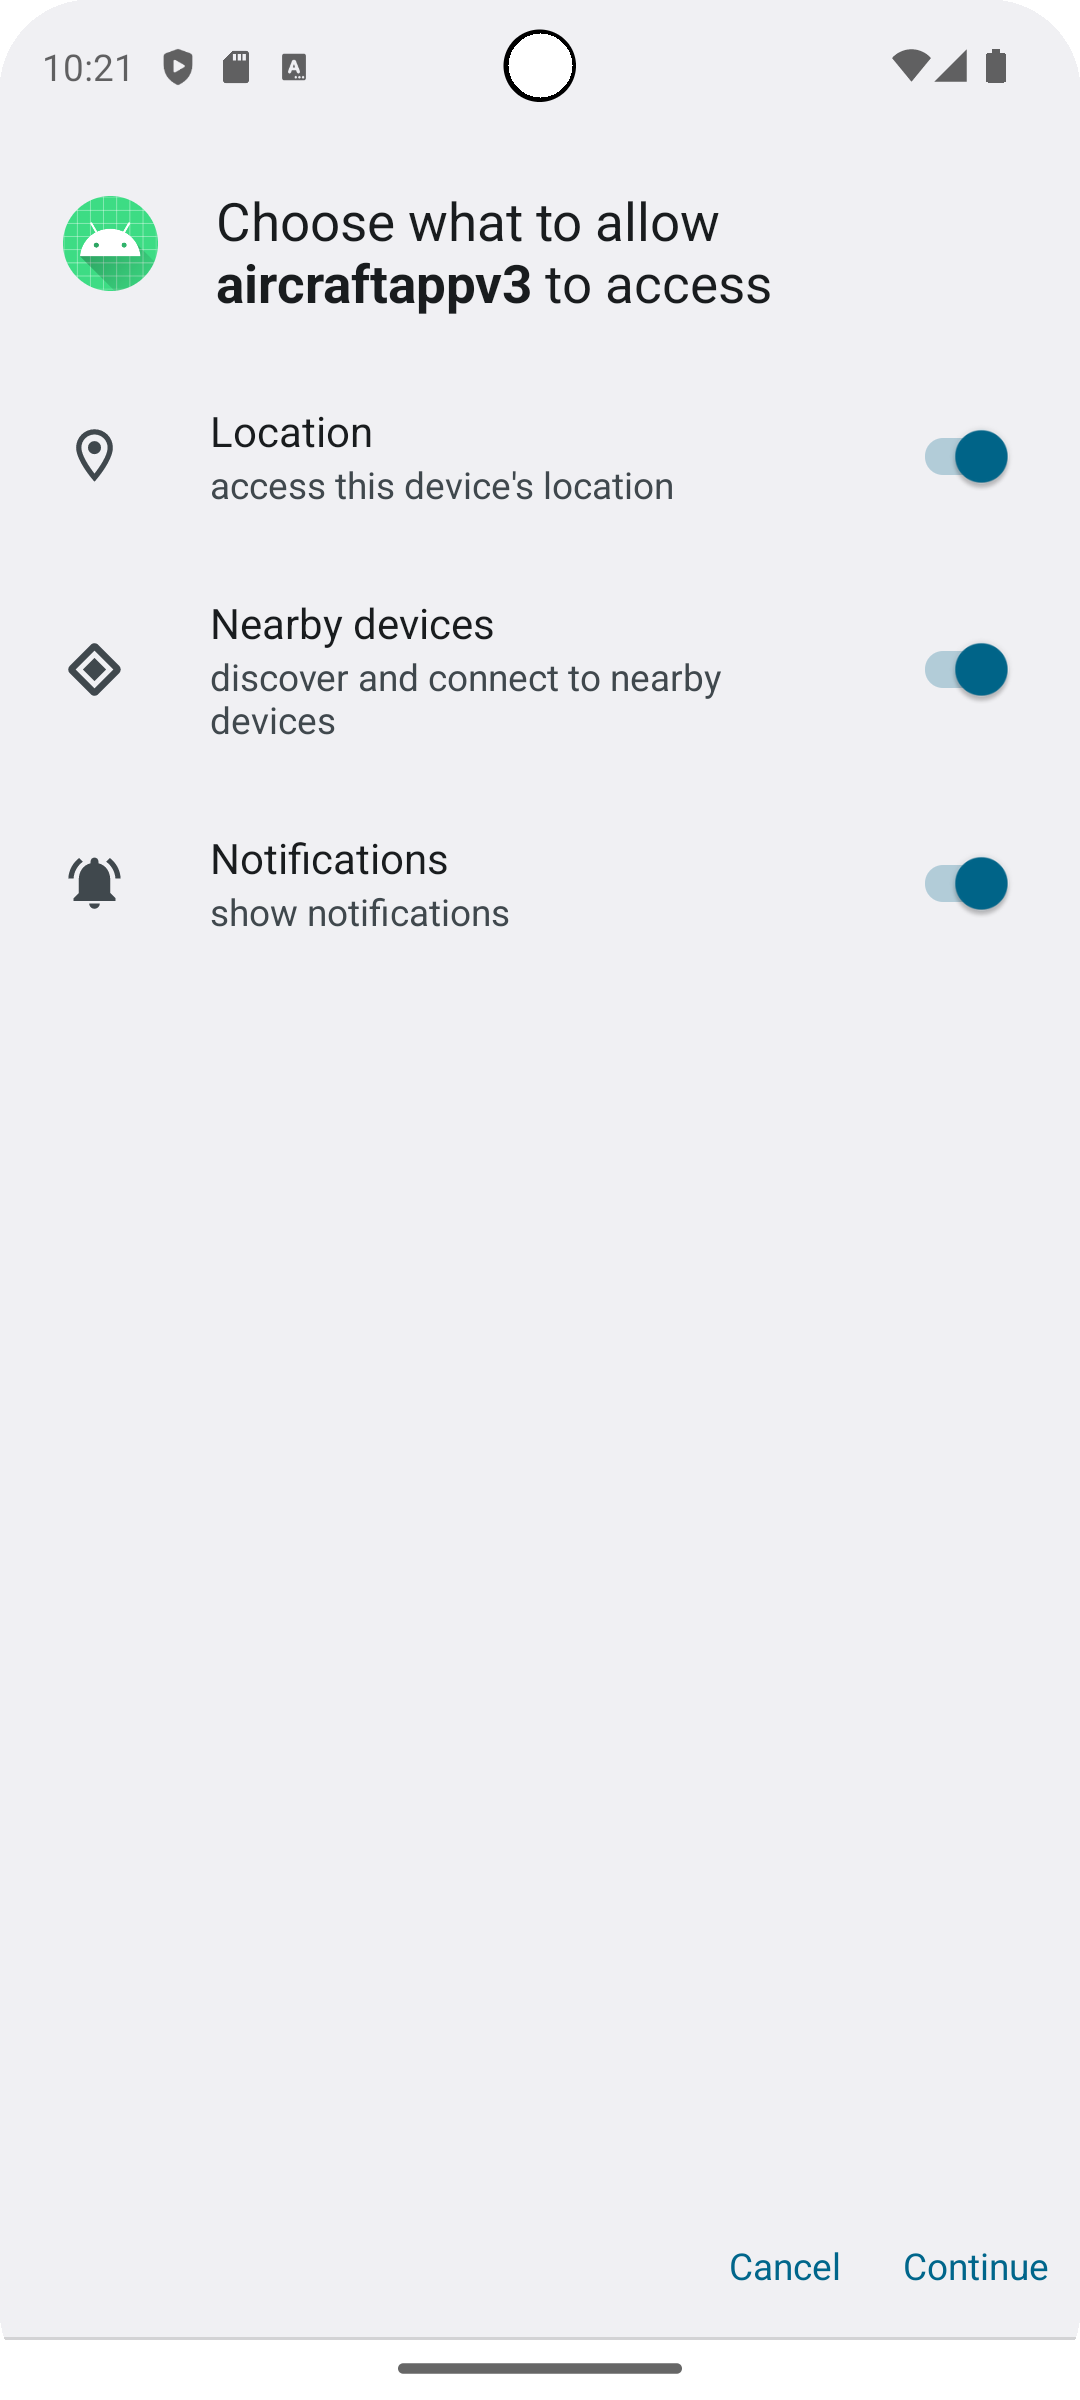 10:21
Choose what to allow
aircraftappv3 to access
Location
access this device's location
Nearby devices
discover and connect to nearby
devices
Notifications
show notifications
Cancel
Continue